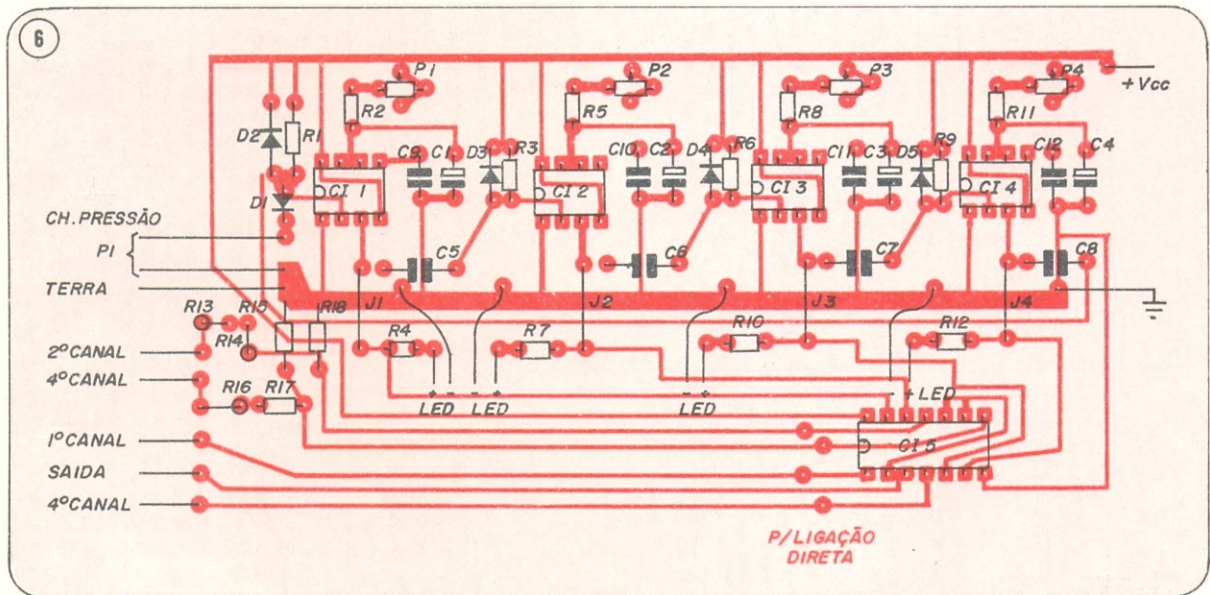 6
P1
P2
P3
P4
+Vcc
R2
R5
R8
R11
D2
R1
C9
C1
D3
R3
C10
C2
D4
R6
C11
C3
D5
R9
C12
C4
CI 1
CI 2
CI 3
CI 4
D1
CH. PRESSÃO
P1
C5
C6
C7
C8
TERRA
J1
J2
J3
J4
R13
R15
R18
R14
R4
R7
R10
R12
2º CANAL
4º CANAL
R16
R17
+ -
- +
- +
- + LED
LED
LED
LED
1º CANAL
CI 5
SAIDA
4º CANAL
P/LIGAÇÃO
DIRETA